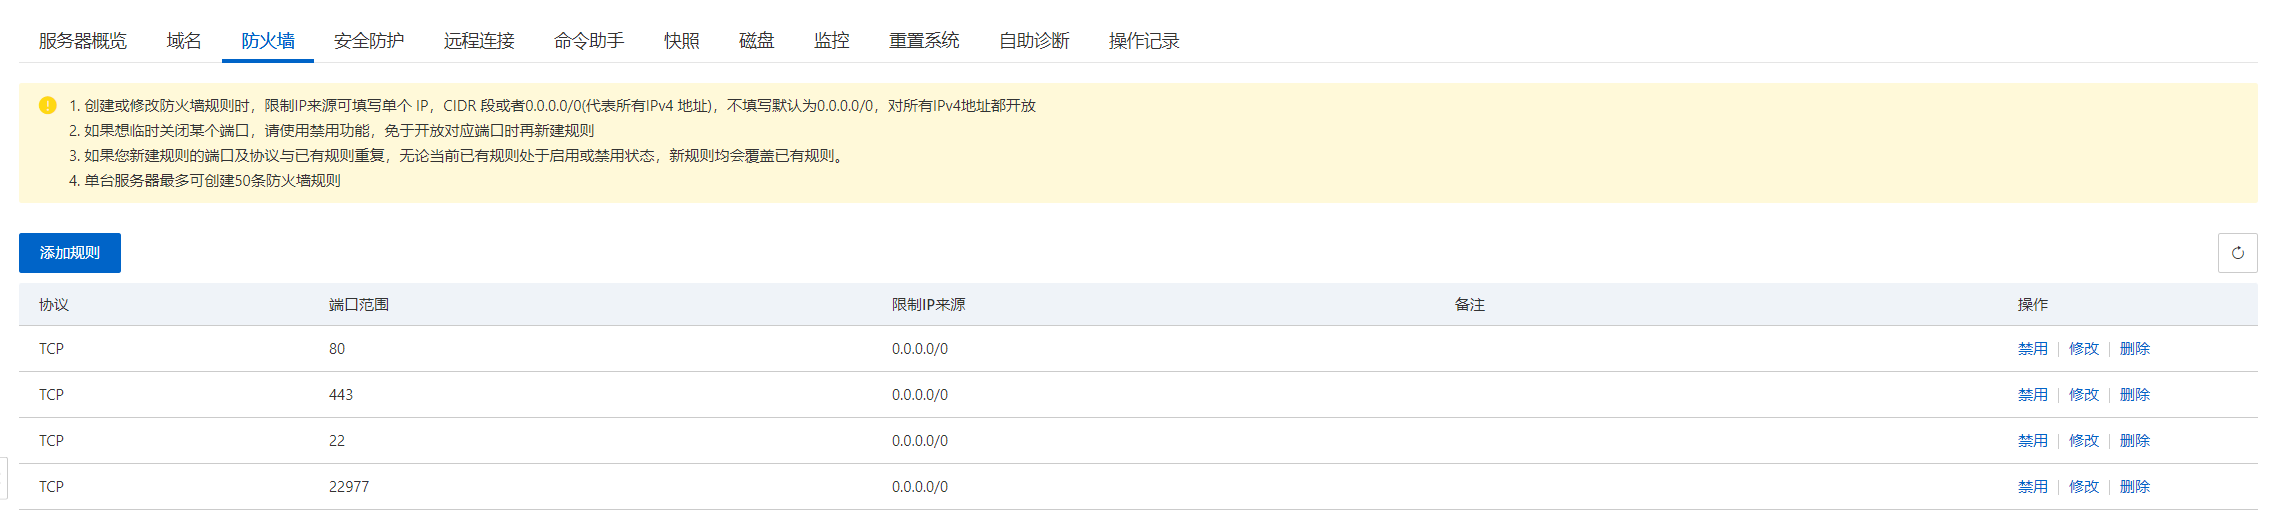 服务器概览 域名 防火墙 安全防护 远程连接 命令助手 快照 磁盘 监控 重置系统 自助诊断 操作记录
1. 创建或修改防火墙规则时，限制IP来源可填写单个 IP，CIDR 段或者0.0.0.0/0(代表所有IPv4 地址)，不填写默认为0.0.0.0/0，对所有IPv4地址都开放
2. 如果想临时关闭某个端口，请使用禁用功能，免于开放对应端口时再新建规则
3. 如果您新建规则的端口及协议与已有规则重复，无论当前已有规则处于启用或禁用状态，新规则均会覆盖已有规则。
4. 单台服务器最多可创建50条防火墙规则
添加规则
协议 端口范围 限制IP来源 备注 操作
TCP 80 0.0.0.0/0 禁用 修改 删除
TCP 443 0.0.0.0/0 禁用 修改 删除
TCP 22 0.0.0.0/0 禁用 修改 删除
TCP 22977 0.0.0.0/0 禁用 修改 删除